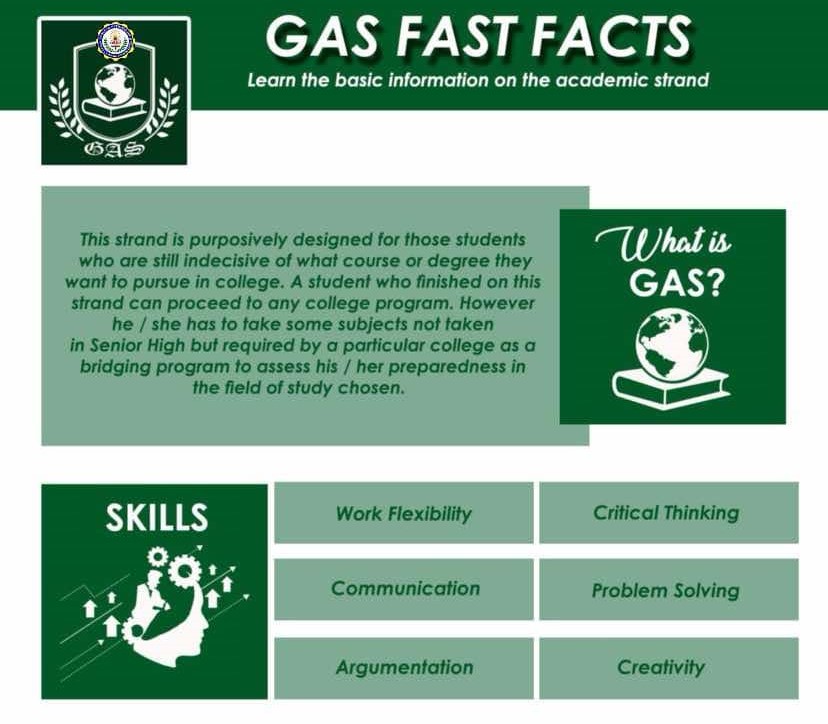 GAS FAST FACTS
Learn the basic information on the academic strand
GAS
This strand is purposively designed for those students
who are still indecisive of what course or degree they
want to pursue in college. A student who finished on this
strand can proceed to any college program. However
he / she has to take some subjects not taken
in Senior High but required by a particular college as a
bridging program to assess his / her preparedness in
the field of study chosen.
What is
GAS?
SKILLS
Work Flexibility
Critical Thinking
Communication
Problem Solving
Argumentation
Creativity